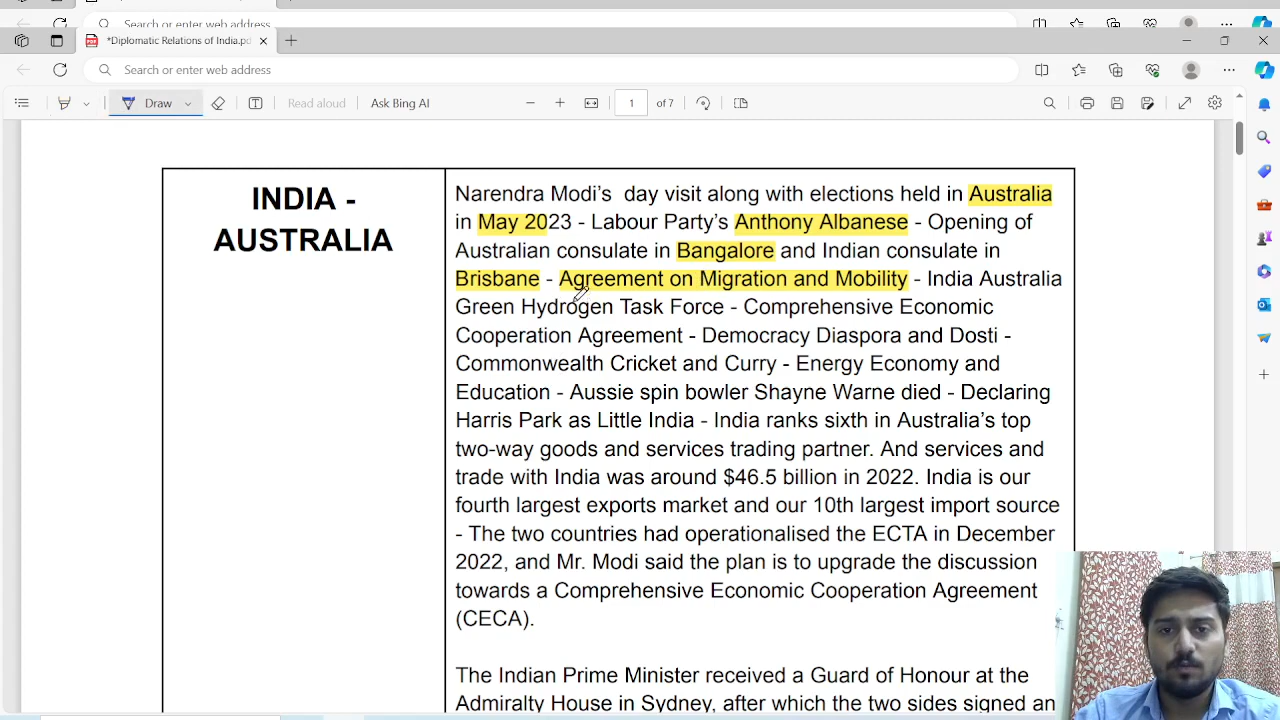 Search or enter web address
*Diplomatic Relations of India.pd
Search or enter web address
Draw
Read aloud
Ask Bing AI
1 of 7
INDIA -
AUSTRALIA
Narendra Modi's day visit along with elections held in Australia
in May 2023 - Labour Party's Anthony Albanese - Opening of
Australian consulate in Bangalore and Indian consulate in
Brisbane - Agreement on Migration and Mobility - India Australia
Green Hydrogen Task Force - Comprehensive Economic
Cooperation Agreement - Democracy Diaspora and Dosti -
Commonwealth Cricket and Curry - Energy Economy and
Education - Aussie spin bowler Shayne Warne died - Declaring
Harris Park as Little India - India ranks sixth in Australia's top
two-way goods and services trading partner. And services and
trade with India was around $46.5 billion in 2022. India is our
fourth largest exports market and our 10th largest import source
- The two countries had operationalised the ECTA in December
2022, and Mr. Modi said the plan is to upgrade the discussion
towards a Comprehensive Economic Cooperation Agreement
(CECA).
The Indian Prime Minister received a Guard of Honour at the
Admiralty House in Sydney, after which the two sides signed an